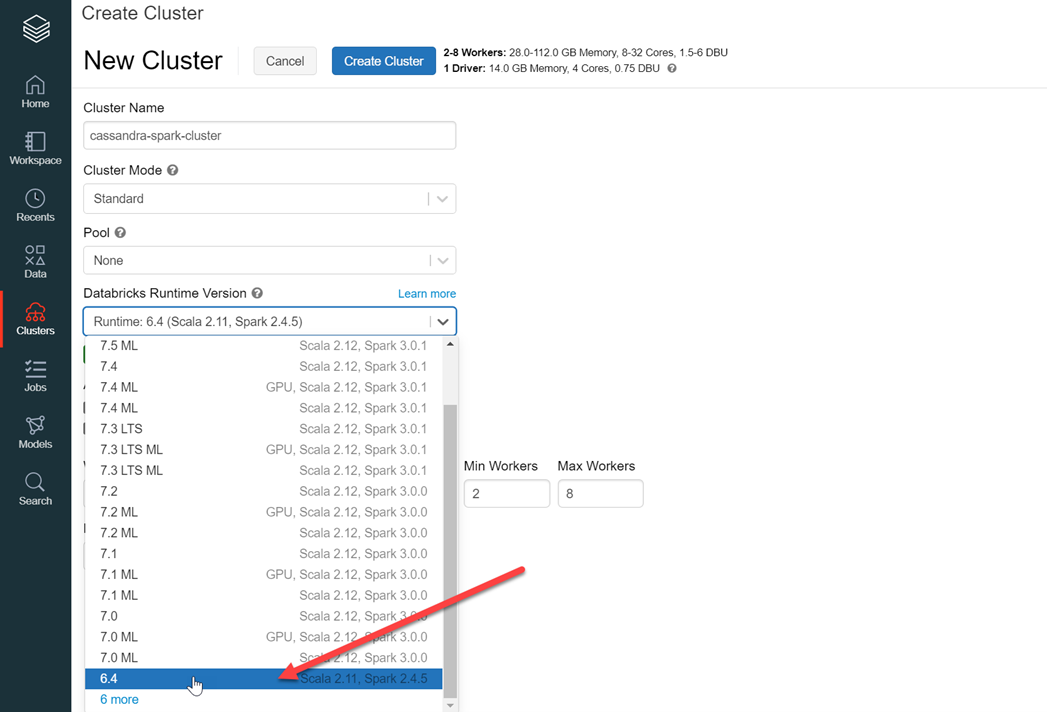 Create Cluster
New Cluster
Cancel
Create Cluster
2-8 Workers: 28.0-112.0 GB Memory, 8-32 Cores, 1.5-6 DBU
1 Driver: 14.0 GB Memory, 4 Cores, 0.75 DBU ?
Home
Workspace
Recents
Data
Clusters
Jobs
Models
Search
Cluster Name
cassandra-spark-cluster
Cluster Mode ?
Standard
Pool ?
None
Databricks Runtime Version ? Learn more
Runtime: 6.4 (Scala 2.11, Spark 2.4.5)
7.5 ML Scala 2.12, Spark 3.0.1
7.4 Scala 2.12, Spark 3.0.1
7.4 ML GPU, Scala 2.12, Spark 3.0.1
7.4 ML Scala 2.12, Spark 3.0.1
7.3 LTS Scala 2.12, Spark 3.0.1
7.3 LTS ML GPU, Scala 2.12, Spark 3.0.1
7.3 LTS ML Scala 2.12, Spark 3.0.1
7.2 Scala 2.12, Spark 3.0.0
7.2 ML GPU, Scala 2.12, Spark 3.0.0
7.2 ML Scala 2.12, Spark 3.0.0
7.1 Scala 2.12, Spark 3.0.0
7.1 ML GPU, Scala 2.12, Spark 3.0.0
7.1 ML Scala 2.12, Spark 3.0.0
7.0 Scala 2.12, Spark 3.0.0
7.0 ML GPU, Scala 2.12, Spark 3.0.0
7.0 ML Scala 2.12, Spark 3.0.0
6.4 Scala 2.11, Spark 2.4.5
6 more
Min Workers Max Workers
2 8